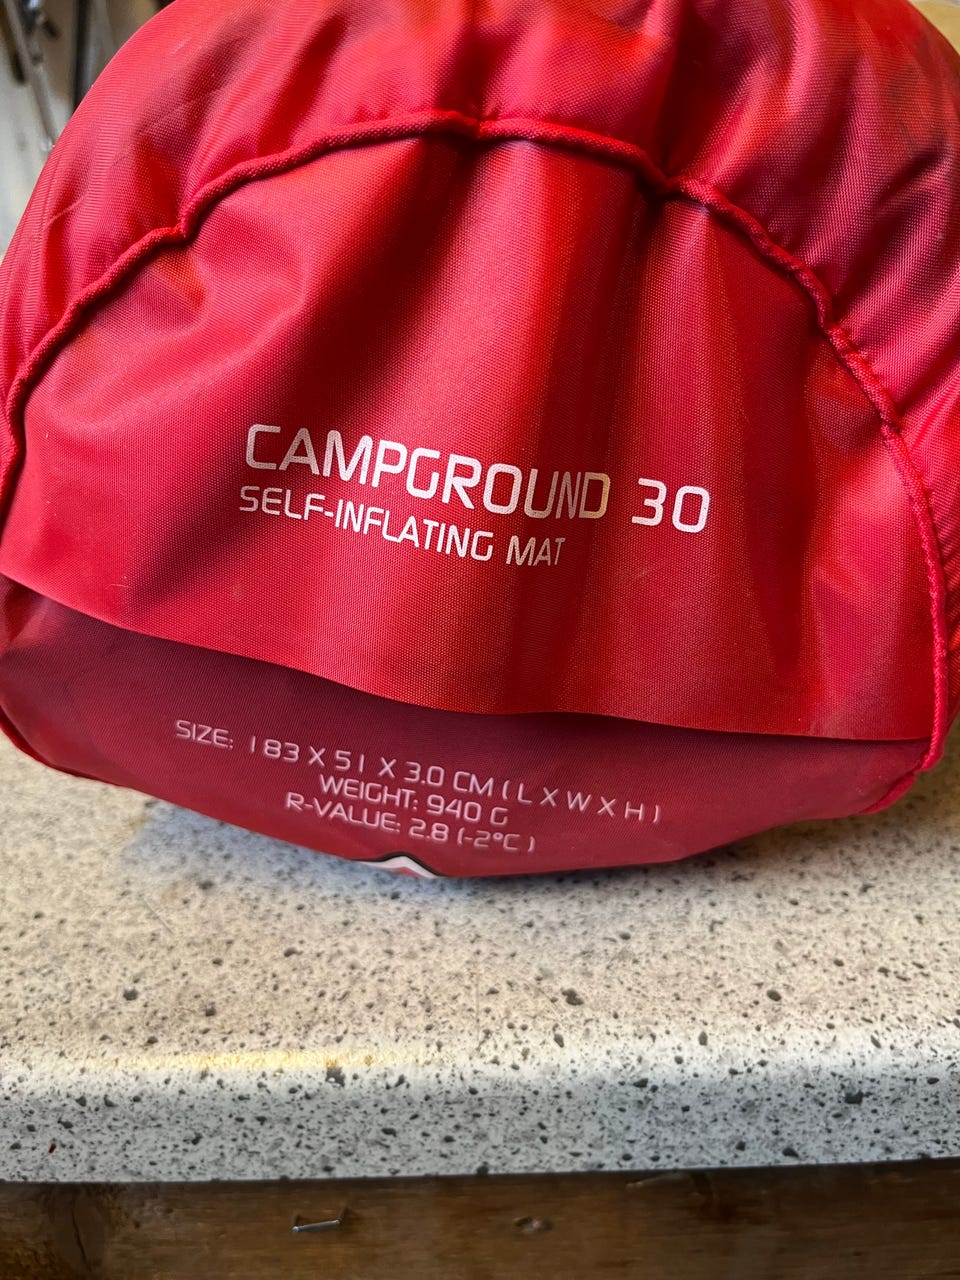 CAMPGROUND 30
SELF-INFLATING MAT
SIZE: 183 X 51 X 3.0 CM (L X W X H)
WEIGHT: 940 G
R-VALUE: 2.8 (-2°C)